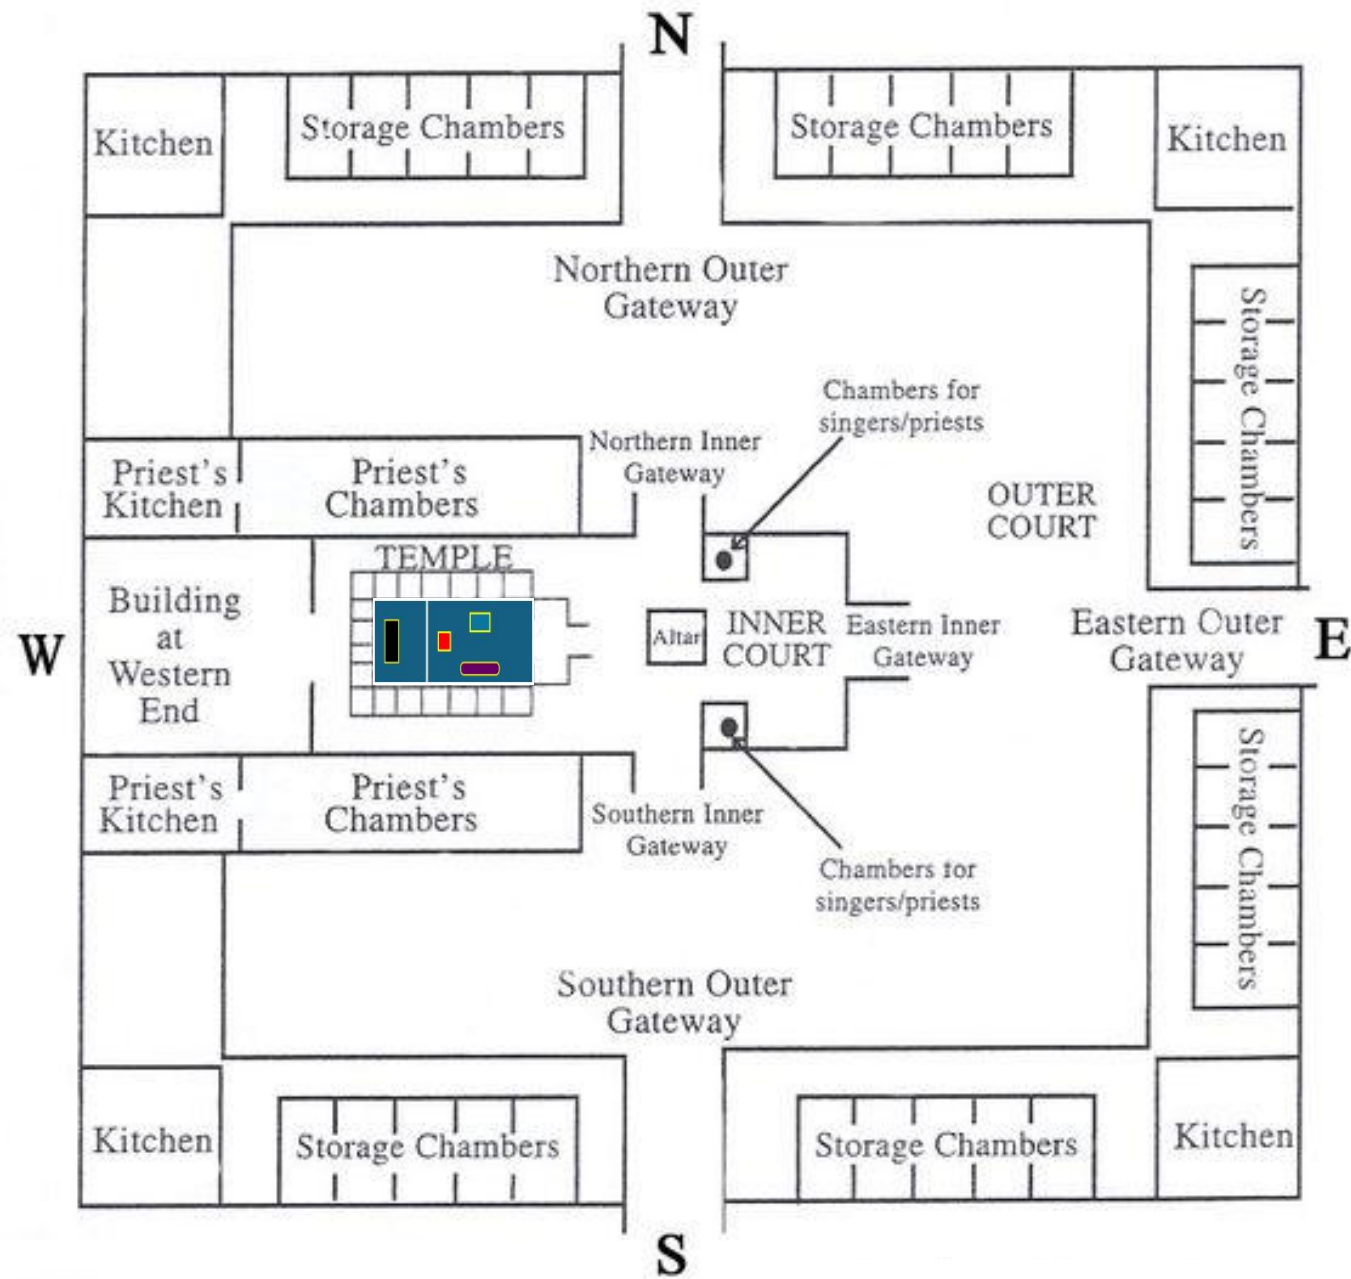 N
Kitchen
Storage Chambers
Storage Chambers
Kitchen
Northern Outer
Gateway
Storage Chambers
Chambers for
singers/priests
Northern Inner
Gateway
Priest's
Kitchen
Priest's
Chambers
OUTER
COURT
TEMPLE
Building
at
Western
End
W
Altar
INNER
COURT
Eastern Inner
Gateway
Eastern Outer
Gateway
E
Priest's
Kitchen
Priest's
Chambers
Southern Inner
Gateway
Storage Chambers
Chambers for
singers/priests
Southern Outer
Gateway
Kitchen
Storage Chambers
Storage Chambers
Kitchen
S